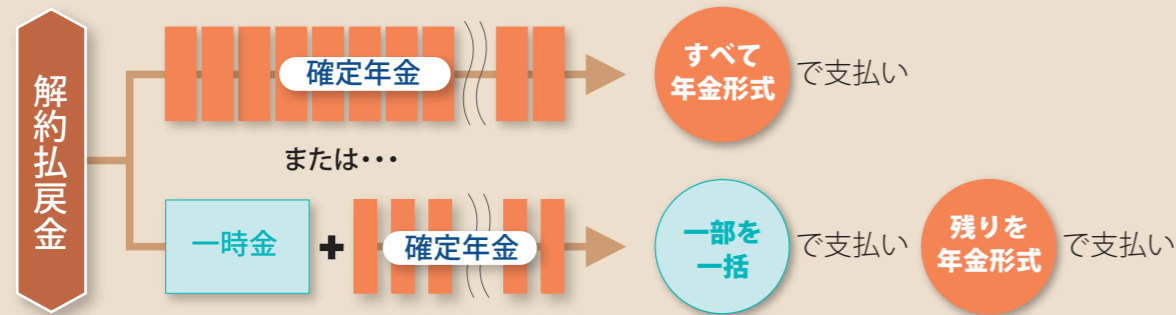 解約払戻金
確定年金
すべて
年金形式
で支払い
または・・・
一時金
+
確定年金
一部を
一括
で支払い
残りを
年金形式
で支払い